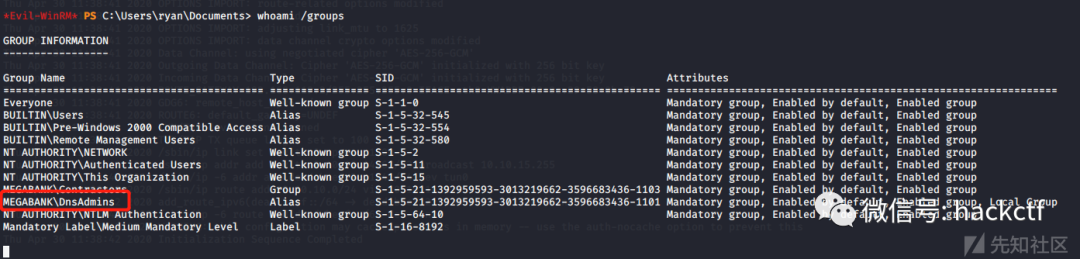 *Evil-WinRM* PS C:\Users\ryan\Documents> whoami /groups
GROUP INFORMATION
-----------------
Group Name Type SID Attributes
========================================== ================ ============================================== ===============================================================
Everyone Well-known group S-1-1-0 Mandatory group, Enabled by default, Enabled group
BUILTIN\Users Alias S-1-5-32-545 Mandatory group, Enabled by default, Enabled group
BUILTIN\Pre-Windows 2000 Compatible Access Alias S-1-5-32-554 Mandatory group, Enabled by default, Enabled group
BUILTIN\Remote Management Users Alias S-1-5-32-580 Mandatory group, Enabled by default, Enabled group
NT AUTHORITY\NETWORK Well-known group S-1-5-2 Mandatory group, Enabled by default, Enabled group
NT AUTHORITY\Authenticated Users Well-known group S-1-5-11 Mandatory group, Enabled by default, Enabled group
NT AUTHORITY\This Organization Well-known group S-1-5-15 Mandatory group, Enabled by default, Enabled group
MEGABANK\Contractors Group S-1-5-21-1392959593-3013219662-3596683436-1103 Mandatory group, Enabled by default, Enabled group
MEGABANK\DnsAdmins Alias S-1-5-21-1392959593-3013219662-3596683436-1101 Mandatory group, Enabled by default, Enabled group, Local Group
NT AUTHORITY\NTLM Authentication Well-known group S-1-5-64-10 Mandatory group, Enabled by default, Enabled group
Mandatory Label\Medium Mandatory Level Label S-1-16-8192
微信号: hackctf
先知社区